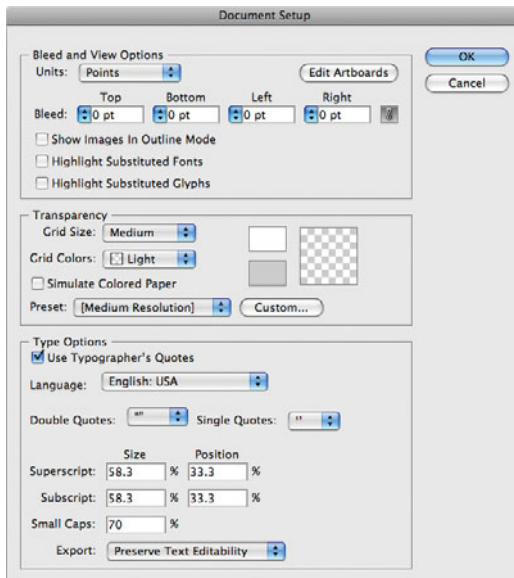 Document Setup
Bleed and View Options
Units: Points
Edit Artboards
OK
Cancel
Top Bottom Left Right
Bleed: 0 pt 0 pt 0 pt 0 pt
Show Images In Outline Mode
Highlight Substituted Fonts
Highlight Substituted Glyphs
Transparency
Grid Size: Medium
Grid Colors: Light
Simulate Colored Paper
Preset: [Medium Resolution] Custom...
Type Options
Use Typographer's Quotes
Language: English: USA
Double Quotes: “” Single Quotes: ‘’
Size Position
Superscript: 58.3 % 33.3 %
Subscript: 58.3 % 33.3 %
Small Caps: 70 %
Export: Preserve Text Editability